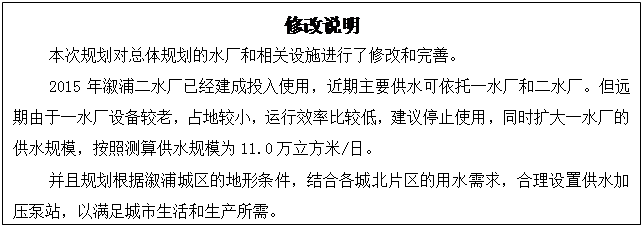 修改说明
本次规划对总体规划的水厂和相关设施进行了修改和完善。
2015 年溆浦二水厂已经建成投入使用，近期主要供水可依托一水厂和二水厂。但远
期由于一水厂设备较老，占地较小，运行效率比较低，建议停止使用，同时扩大一水厂的
供水规模，按照测算供水规模为 11.0 万立方米/日。
并且规划根据溆浦城区的地形条件，结合各城北片区的用水需求，合理设置供水加
压泵站，以满足城市生活和生产所需。